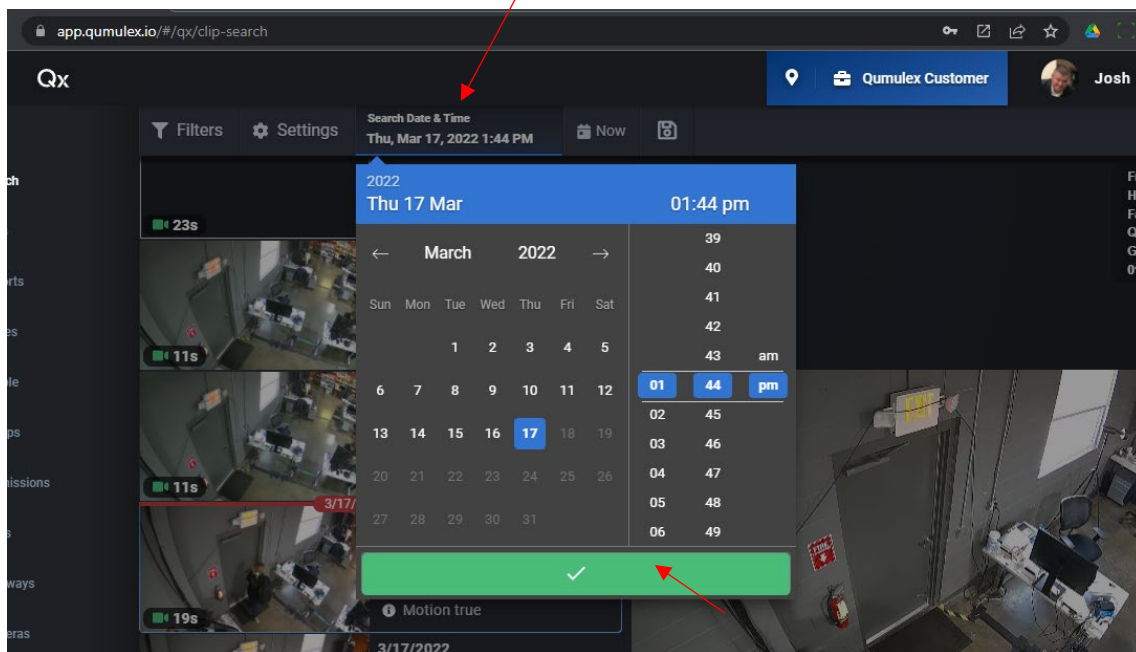 app.qumulex.io/#/qx/clip-search
Qx
Qumulex Customer
Josh
Filters
Settings
Search Date & Time
Thu, Mar 17, 2022 1:44 PM
Now
ch
rts
es
ps
issions
s
ways
eras
23s
11s
11s
3/17/
19s
2022
Thu 17 Mar 01:44 pm
← March 2022 →
Sun Mon Tue Wed Thu Fri Sat
1 2 3 4 5
6 7 8 9 10 11 12
13 14 15 16 17 18 19
20 21 22 23 24 25 26
27 28 29 30 31
39
40
41
42
43 am
01 44 pm
02 45
03 46
04 47
05 48
06 49
Motion true
3/17/2022
EXIT
FIRE